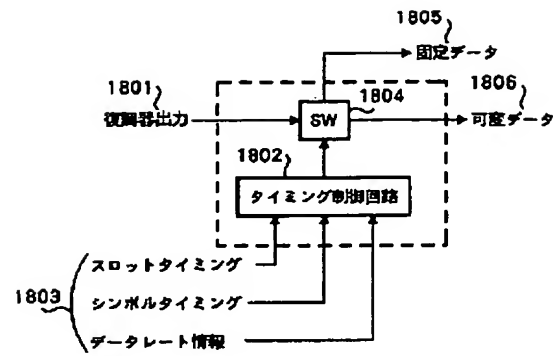 1805
固定データ
1801
復調器出力
SW
1804
1806
可変データ
1802
タイミング制御回路
1803
スロットタイミング
シンボルタイミング
データレート情報